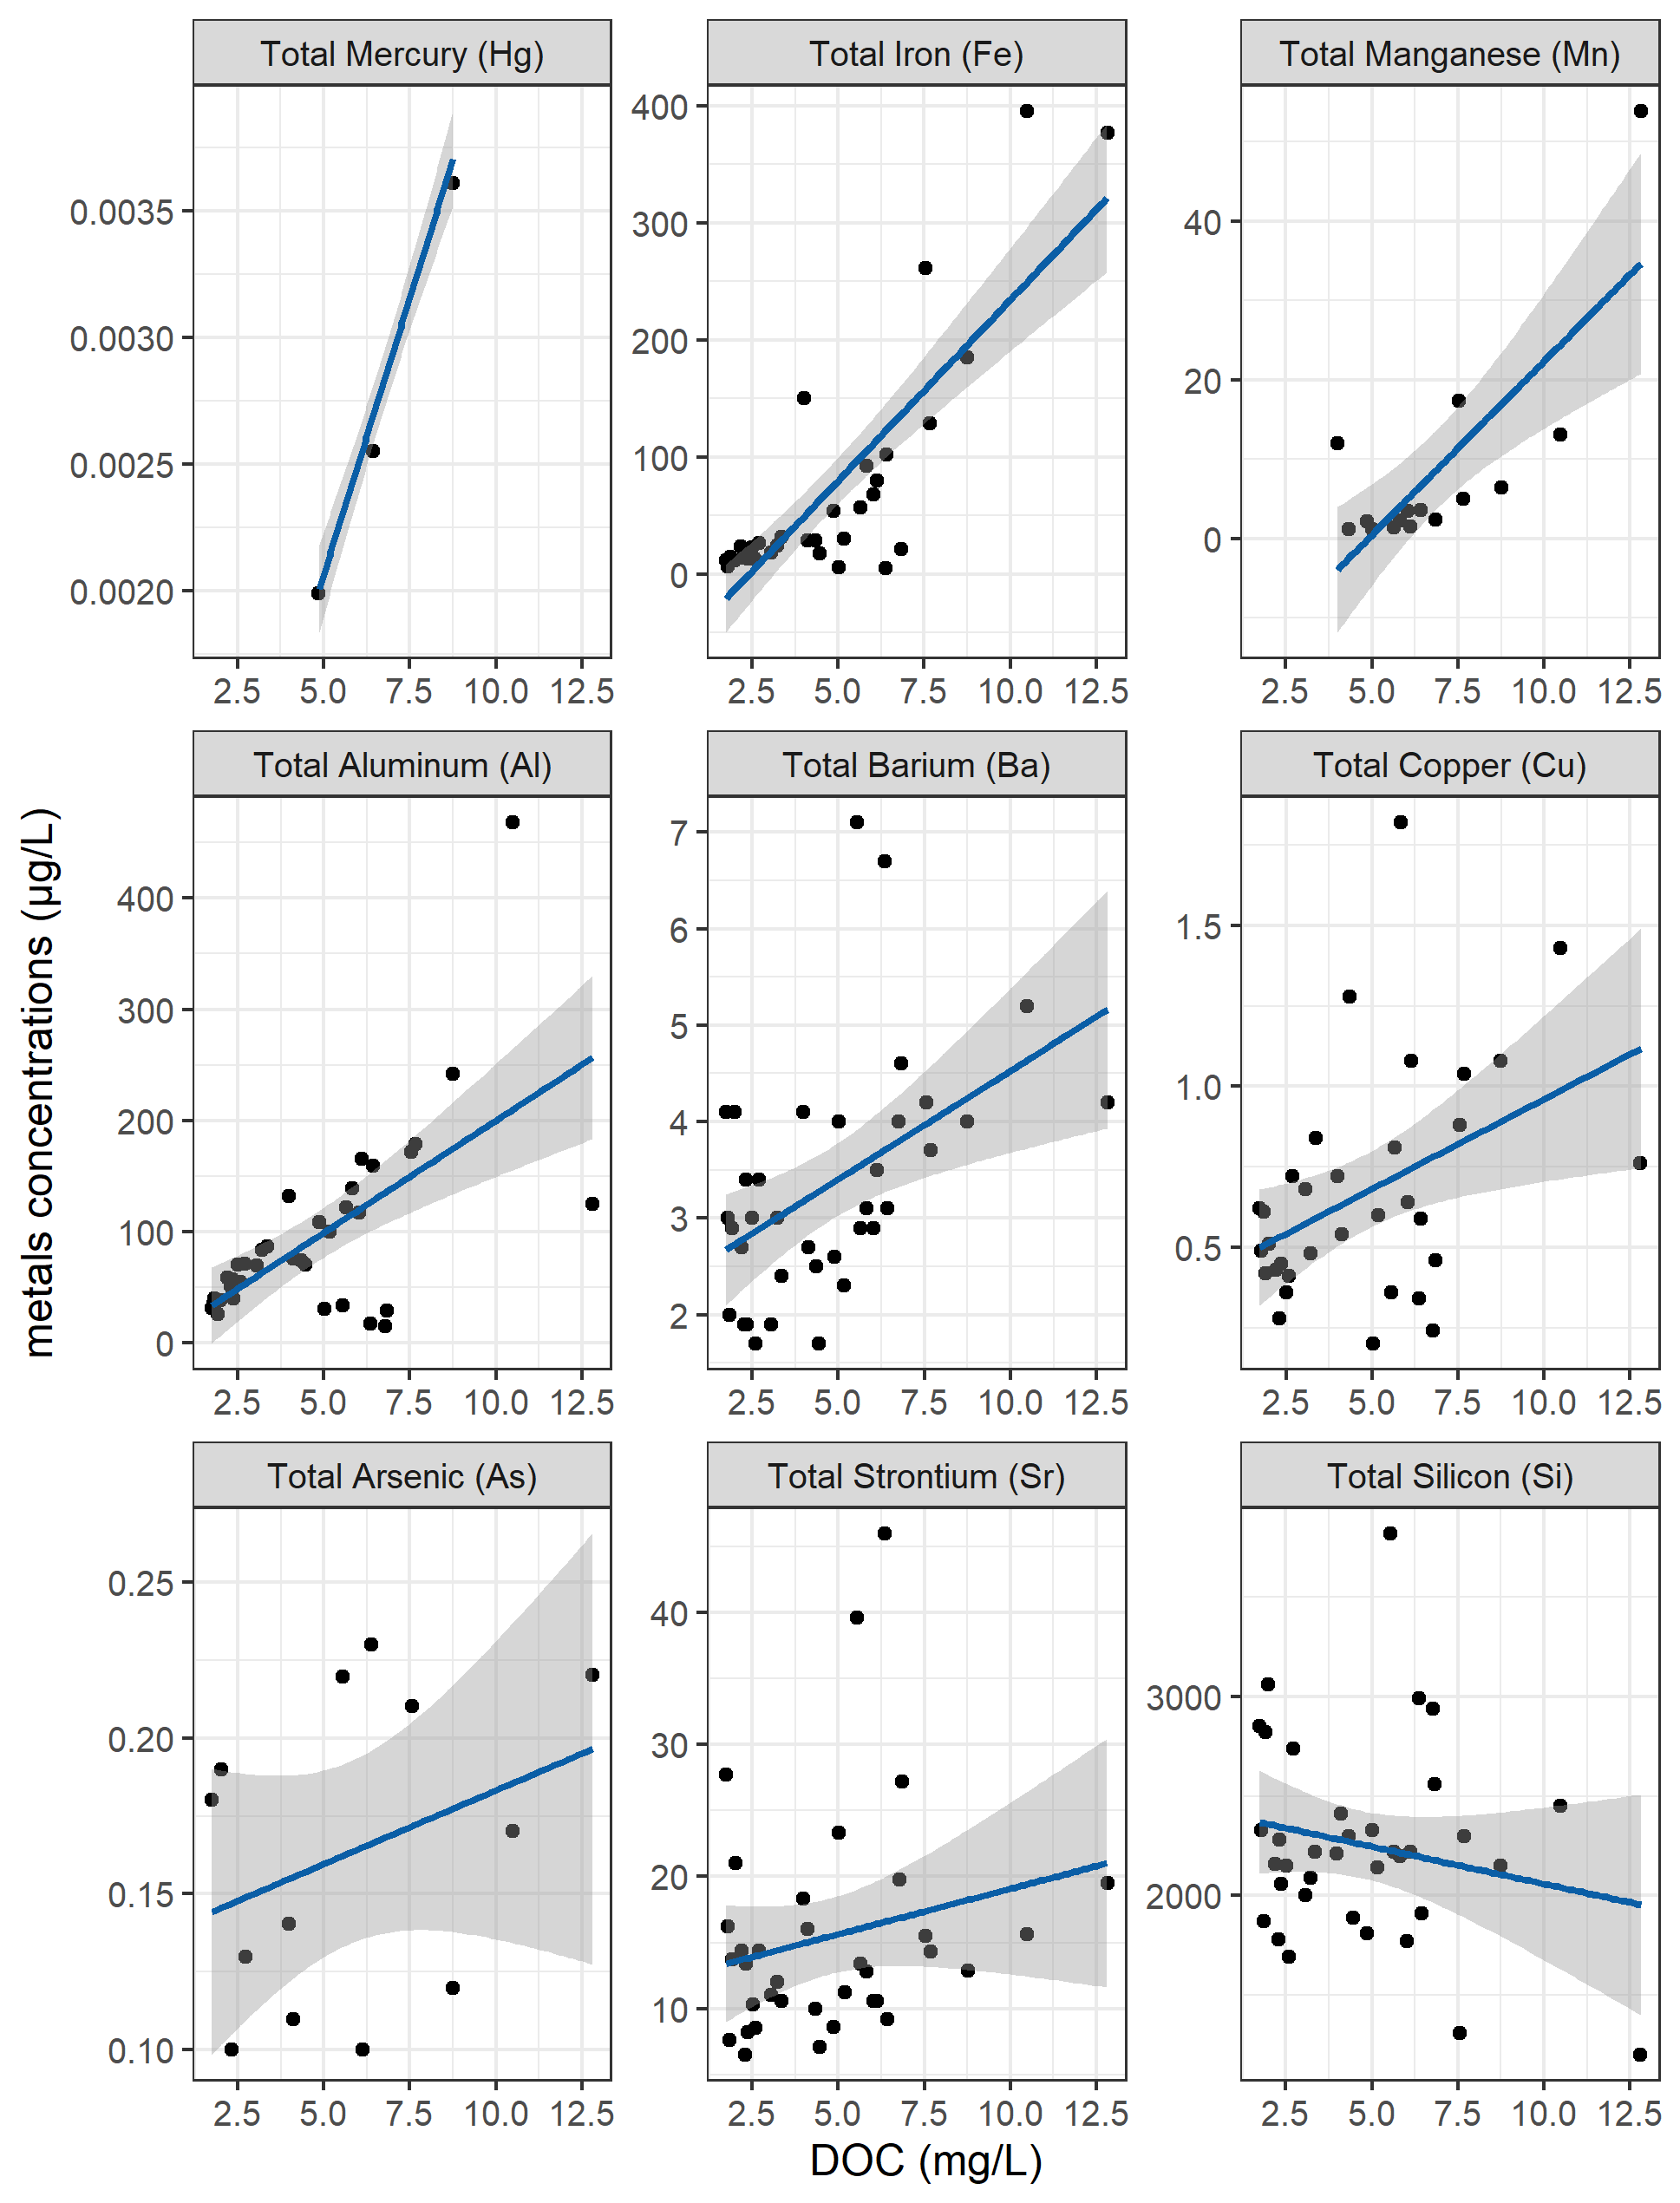 Total Mercury (Hg)
Total Iron (Fe)
Total Manganese (Mn)
0.0035
0.0030
0.0025
0.0020
400
300
200
100
0
40
20
0
2.5 5.0 7.5 10.0 12.5
2.5 5.0 7.5 10.0 12.5
2.5 5.0 7.5 10.0 12.5
Total Aluminum (Al)
Total Barium (Ba)
Total Copper (Cu)
metals concentrations (µg/L)
400
300
200
100
0
7
6
5
4
3
2
1.5
1.0
0.5
2.5 5.0 7.5 10.0 12.5
2.5 5.0 7.5 10.0 12.5
2.5 5.0 7.5 10.0 12.5
Total Arsenic (As)
Total Strontium (Sr)
Total Silicon (Si)
0.25
0.20
0.15
0.10
40
30
20
10
3000
2000
2.5 5.0 7.5 10.0 12.5
2.5 5.0 7.5 10.0 12.5
2.5 5.0 7.5 10.0 12.5
DOC (mg/L)